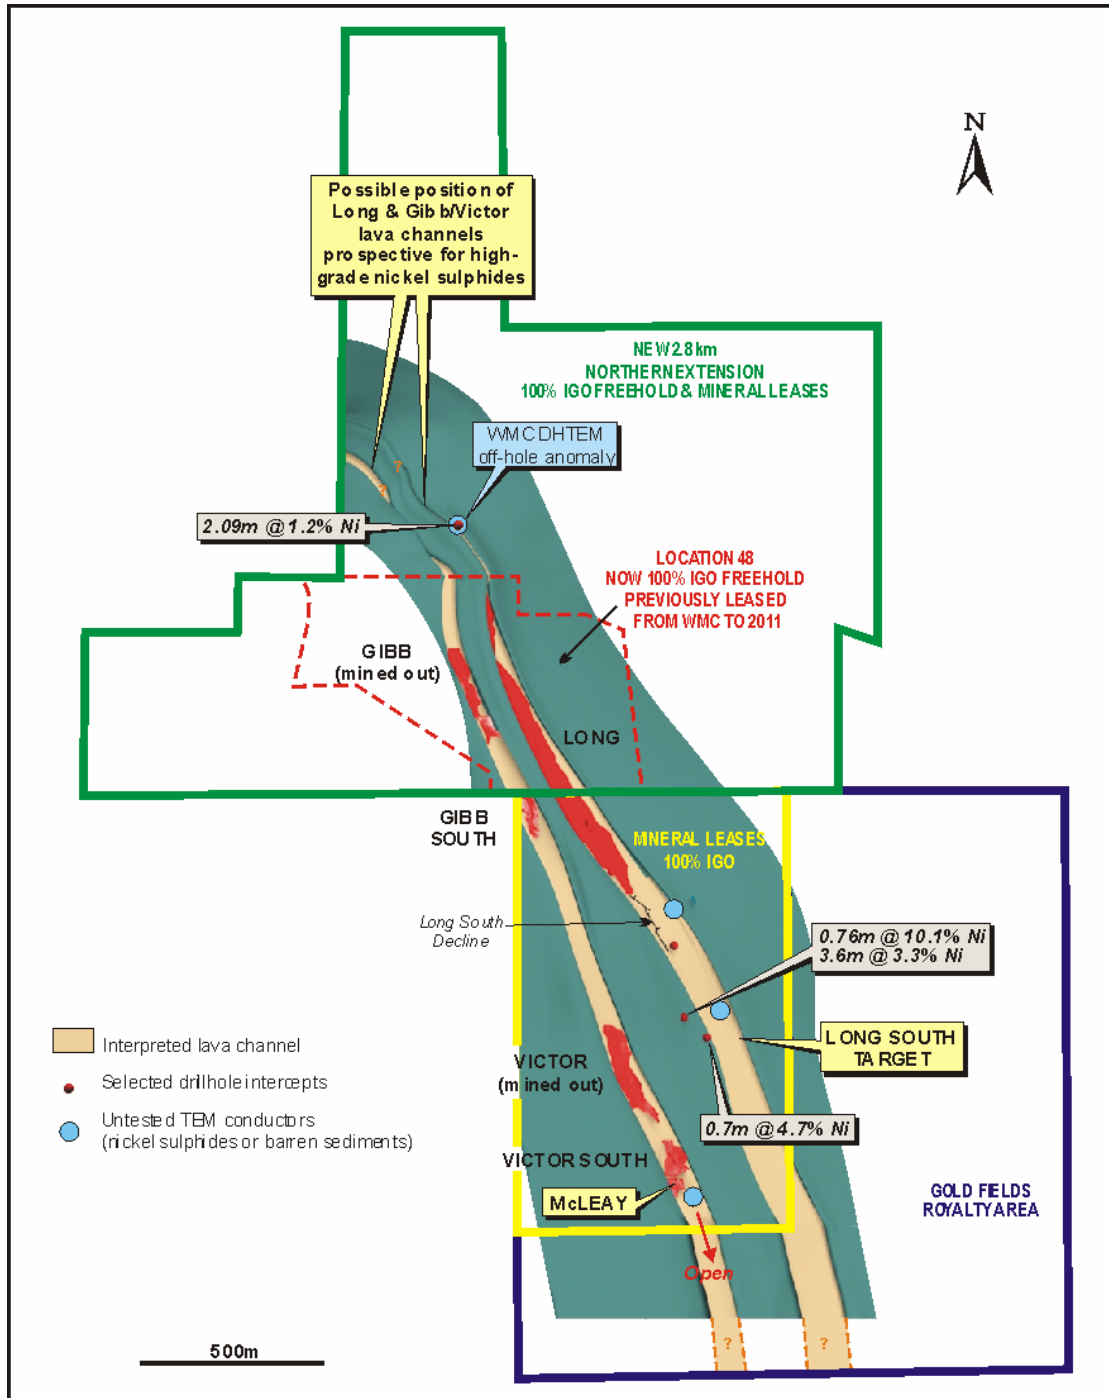 N
Possible position of
Long & Gibb/Victor
lava channels
prospective for high-
grade nickel sulphides
NEW 2.8km
NORTHERN EXTENSION
100% IGO FREEHOLD & MINERAL LEASES
WMC DHTEM
off-hole anomaly
?
2.09m @ 1.2% Ni
LOCATION 48
NOW 100% IGO FREEHOLD
PREVIOUSLY LEASED
FROM WMC TO 2011
GIBB
(mined out)
LONG
GIBB
SOUTH
MINERAL LEASES
100% IGO
Long South
Decline
0.76m @ 10.1% Ni
3.6m @ 3.3% Ni
LONG SOUTH
TARGET
Interpreted lava channel
Selected drillhole intercepts
Untested TEM conductors
(nickel sulphides or barren sediments)
VICTOR
(mined out)
0.7m @ 4.7% Ni
VICTOR SOUTH
McLEAY
GOLD FIELDS
ROYALTY AREA
Open
?
?
500m